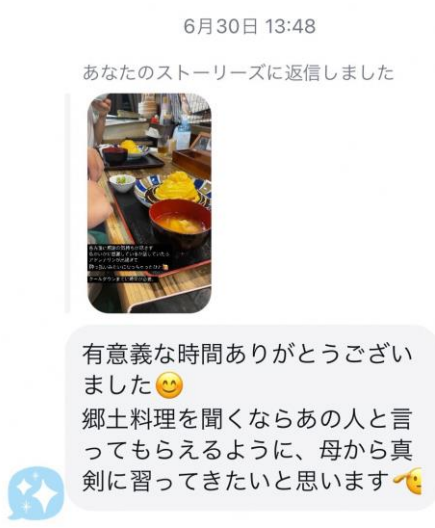 6月30日 13:48
あなたのストーリーズに返信しました
有意義な時間ありがとうござい
ました😊
郷土料理を聞くならあの人と言
ってもらえるように、母から真
剣に習ってきたいと思います🫡